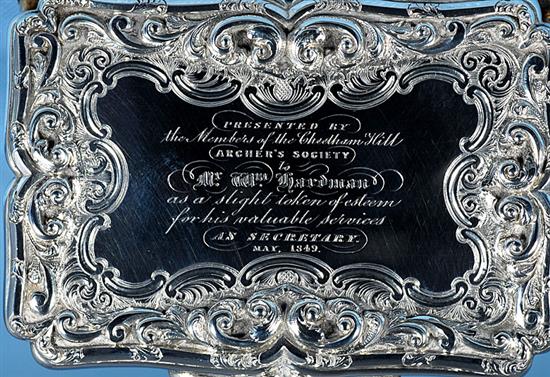 PRESENTED BY
the Members of the Cheetham Hill
ARCHER'S SOCIETY
to
Mr. Wm. Hardman
as a slight token of esteem
for his valuable services
AS SECRETARY.
MAY, 1849.